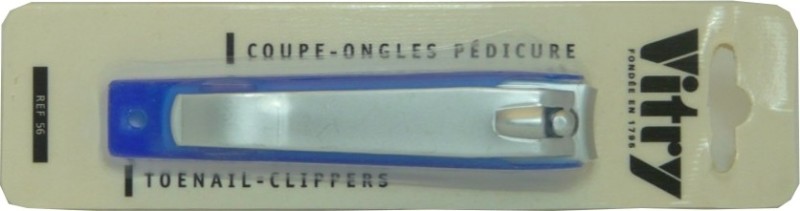 COUPE-ONGLES PÉDICURE
TOENAIL-CLIPPERS
REF 56
Vitry
FONDÉE EN 1795